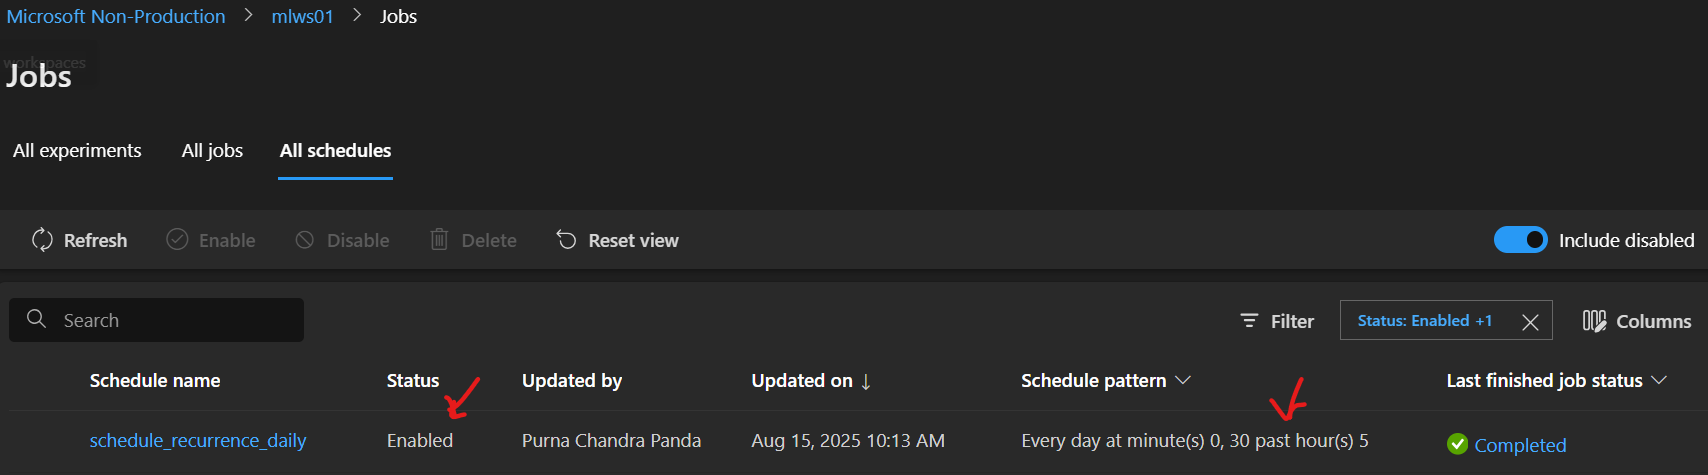 Microsoft Non-Production > mlws01 > Jobs
workspaces
Jobs
All experiments All jobs All schedules
Refresh Enable Disable Delete Reset view Include disabled
Search Filter Status: Enabled +1 Columns
Schedule name Status Updated by Updated on ↓ Schedule pattern Last finished job status
schedule_recurrence_daily Enabled Purna Chandra Panda Aug 15, 2025 10:13 AM Every day at minute(s) 0, 30 past hour(s) 5 Completed